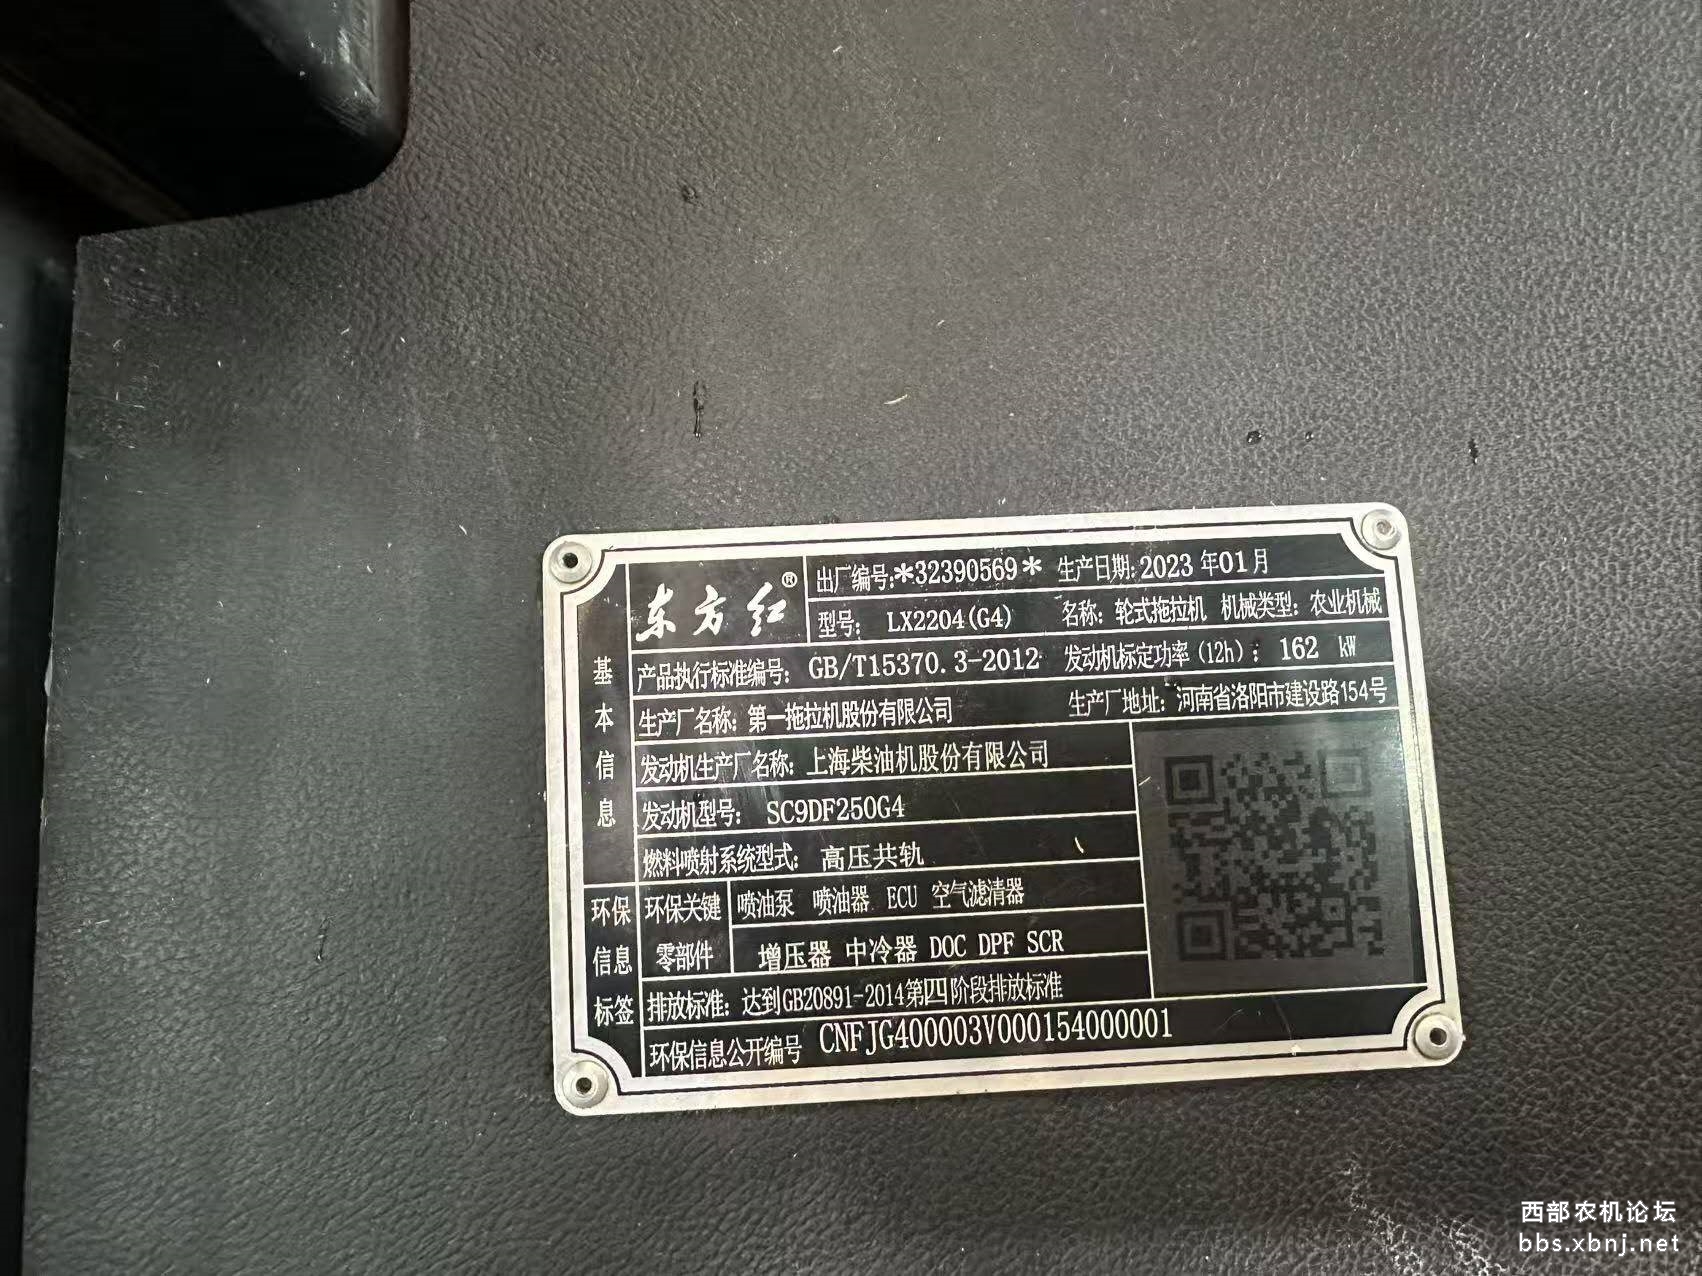 东方红®
出厂编号:*32390569* 生产日期:2023年01月
型号: LX2204(G4) 名称: 轮式拖拉机 机械类型: 农业机械
基本信息
产品执行标准编号: GB/T15370.3-2012 发动机标定功率(12h): 162 kW
生产厂名称: 第一拖拉机股份有限公司 生产厂地址: 河南省洛阳市建设路154号
发动机生产厂名称: 上海柴油机股份有限公司
发动机型号: SC9DF250G4
燃料喷射系统型式: 高压共轨
环保信息标签
环保关键零部件
喷油泵 喷油器 ECU 空气滤清器
增压器 中冷器 DOC DPF SCR
排放标准: 达到GB20891-2014第四阶段排放标准
环保信息公开编号 CNFJG400003V000154000001
西部农机论坛
bbs.xbnj.net